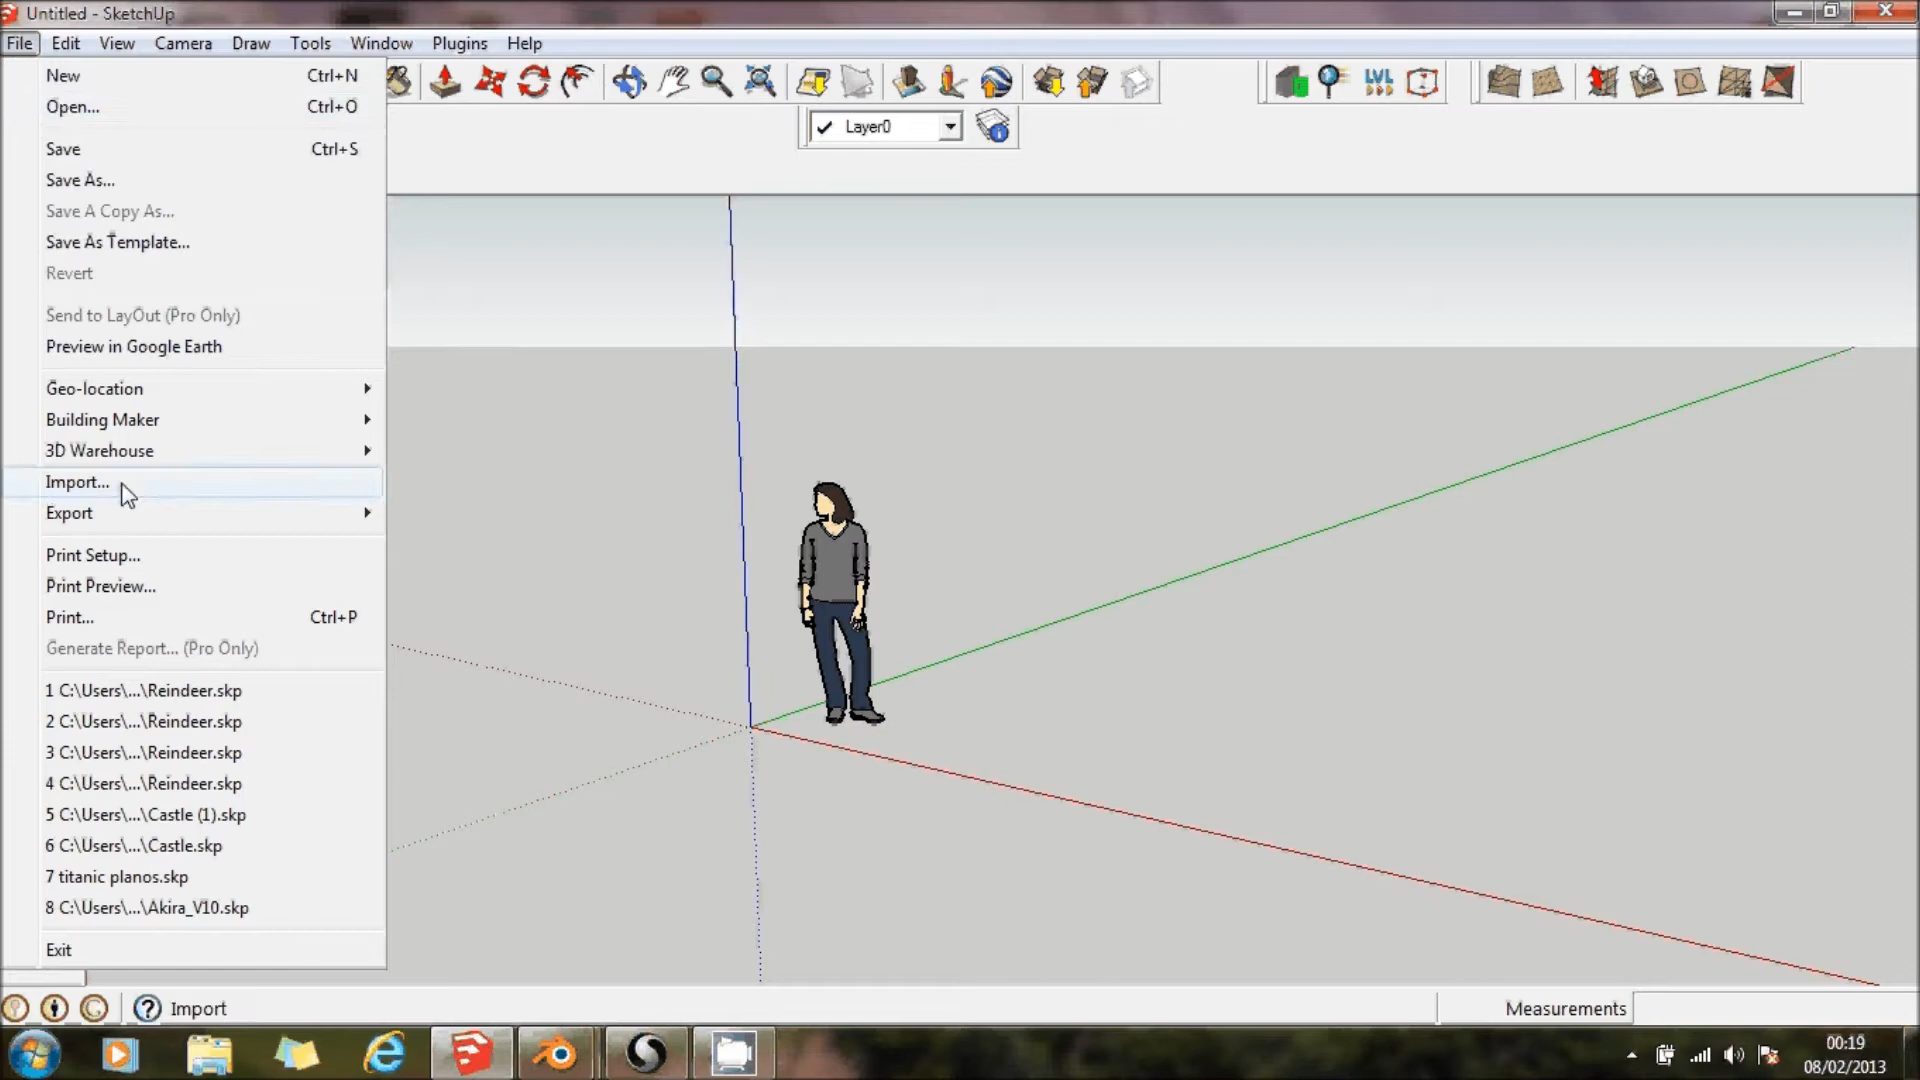 Untitled - SketchUp
File Edit View Camera Draw Tools Window Plugins Help
New Ctrl+N
Open... Ctrl+O
LVL
Layer0
Save Ctrl+S
Save As...
Save A Copy As...
Save As Template...
Revert
Send to LayOut (Pro Only)
Preview in Google Earth
Geo-location
Building Maker
3D Warehouse
Import...
Export
Print Setup...
Print Preview...
Print... Ctrl+P
Generate Report... (Pro Only)
1 C:\Users\...\Reindeer.skp
2 C:\Users\...\Reindeer.skp
3 C:\Users\...\Reindeer.skp
4 C:\Users\...\Reindeer.skp
5 C:\Users\...\Castle (1).skp
6 C:\Users\...\Castle.skp
7 titanic planos.skp
8 C:\Users\...\Akira_V10.skp
Exit
Import Measurements
00:19
08/02/2013